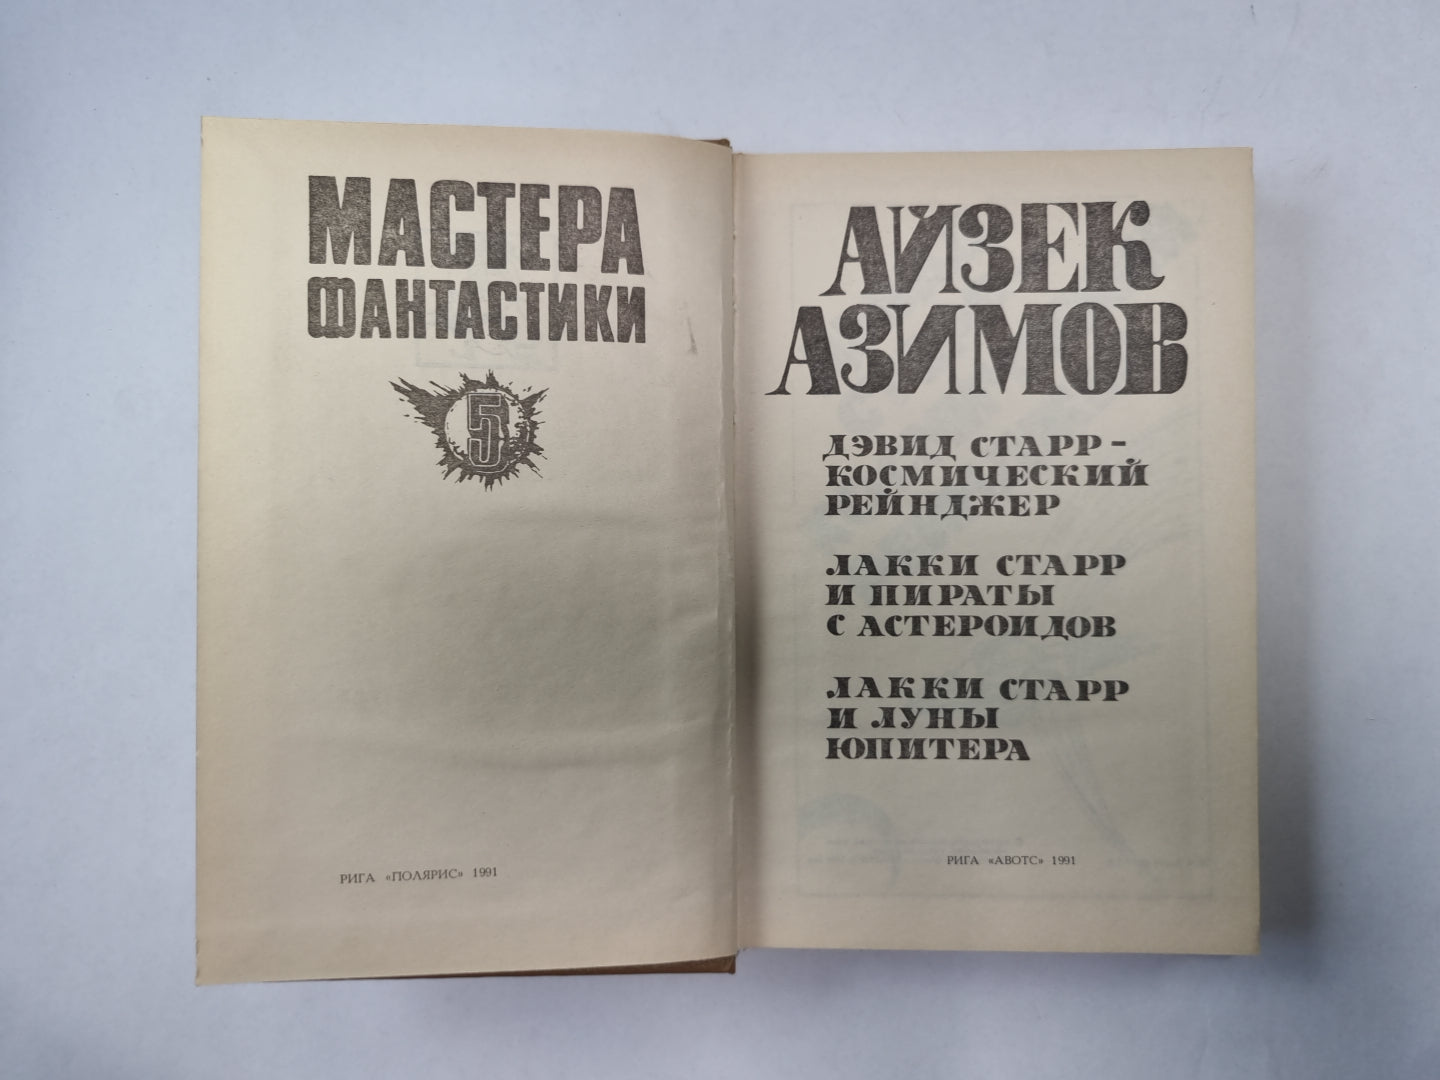 МАСТЕРА
ФАНТАСТИКИ
5
РИГА «ПОЛЯРИС» 1991
АЙЗЕК
АЗИМОВ
ДЭВИД СТАРР –
КОСМИЧЕСКИЙ
РЕЙНДЖЕР
ЛАККИ СТАРР
И ПИРАТЫ
С АСТЕРОИДОВ
ЛАККИ СТАРР
И ЛУНЫ
ЮПИТЕРА
РИГА «АВОТС» 1991